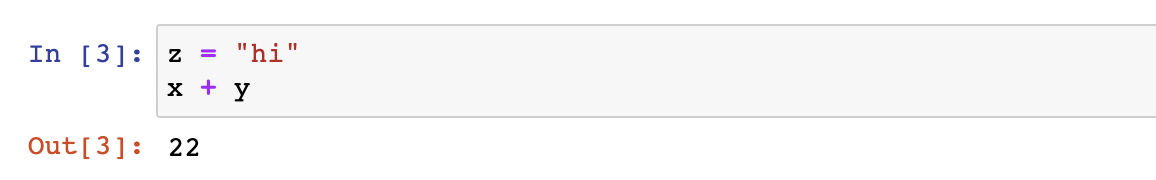 In [3]: z = "hi"
x + y
Out[3]: 22